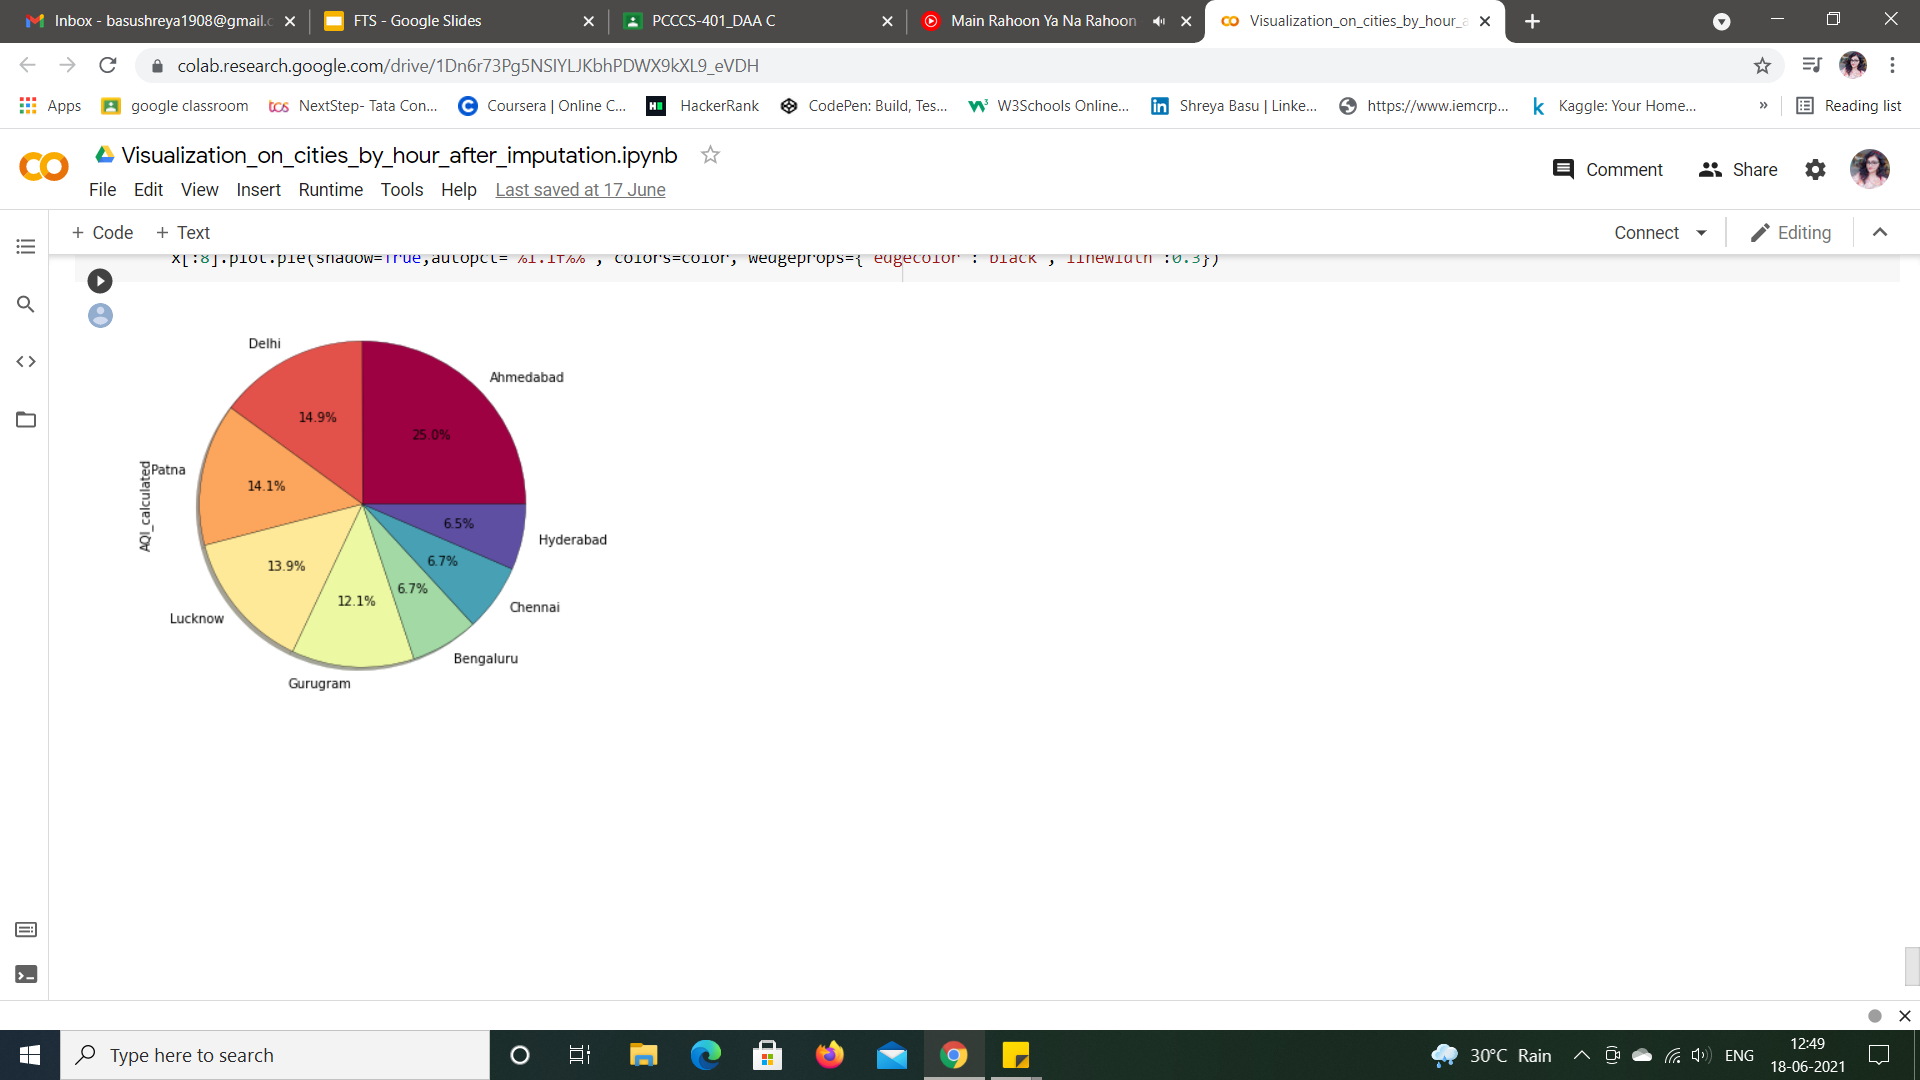 Inbox - basushreya1908@gmail.c
FTS - Google Slides
PCCCS-401_DAA C
Main Rahoon Ya Na Rahoon
Visualization_on_cities_by_hour_a
colab.research.google.com/drive/1Dn6r73Pg5NSIYLJKbhPDWX9kXL9_eVDH
Apps
google classroom
tcs NextStep- Tata Con...
Coursera | Online C...
HackerRank
CodePen: Build, Tes...
W3Schools Online...
Shreya Basu | Linke...
https://www.iemcrp...
Kaggle: Your Home...
»
Reading list
Visualization_on_cities_by_hour_after_imputation.ipynb
Comment
Share
File Edit View Insert Runtime Tools Help Last saved at 17 June
+ Code + Text
Connect
Editing
x[:8].plot.pie(shadow=True,autopct='%1.1f%%', colors=color, wedgeprops={'edgecolor':'black','linewidth':0.3})
Delhi
Ahmedabad
14.9%
25.0%
Patna
14.1%
AQI_calculated
6.5%
Hyderabad
6.7%
13.9%
6.7%
12.1%
Chennai
Lucknow
Bengaluru
Gurugram
Type here to search
30°C Rain
ENG
12:49
18-06-2021